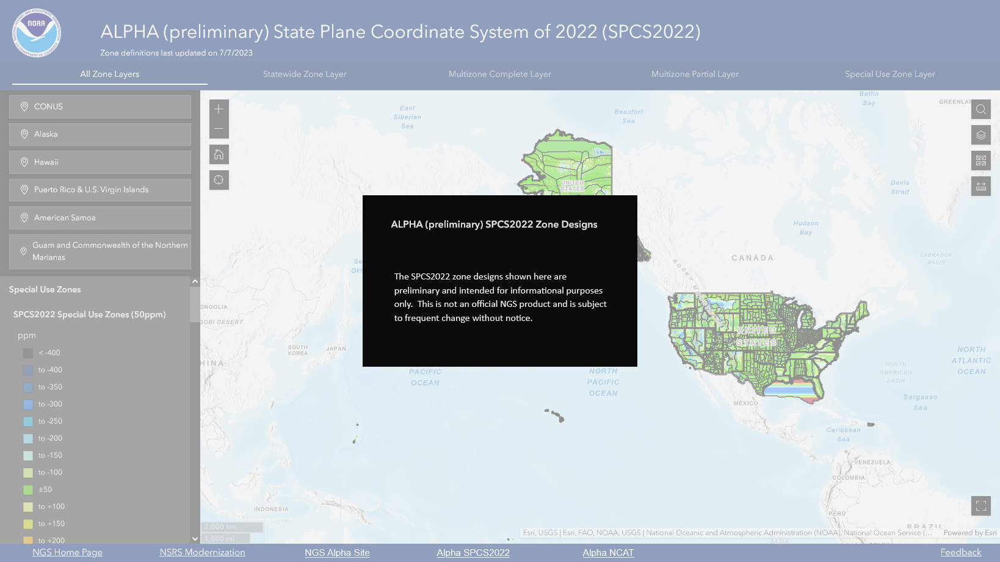 NOAA
ALPHA (preliminary) State Plane Coordinate System of 2022 (SPCS2022)
Zone definitions last updated on 7/7/2023
All Zone Layers
Statewide Zone Layer
Multizone Complete Layer
Multizone Partial Layer
Special Use Zone Layer
CONUS
Alaska
Hawaii
Puerto Rico & U.S. Virgin Islands
American Samoa
Guam and Commonwealth of the Northern
Marianas
Special Use Zones
SPCS2022 Special Use Zones (50ppm)
ppm
< -400
to -400
to -350
to -300
to -250
to -200
to -150
to -100
±50
to +100
to +150
to +200
East
Siberian
Sea
Beaufort
Sea
Baffin
Bay
GREENLAN
UNITED
STATES
Davis
Strait
Hudson
Bay
CANADA
LABRADOR
BASIN
ROCKY
ALPHA (preliminary) SPCS2022 Zone Designs
The SPCS2022 zone designs shown here are
preliminary and intended for informational purposes
only. This is not an official NGS product and is subject
to frequent change without notice.
Se
Okh
ONGOLIA
GOBI DESERT
HINA
SOUTH
KOREA
JAPAN
PACIFIC
OCEAN
NORTH
PACIFIC
OCEAN
UNITED
STATES
NORTH
ATLANTIC
OCEAN
NORTH
AMERICAN
BASIN
Sargasso
Sea
MÉXICO
Caribbean
Sea
VENEZUELA
COLOMBIA
PERÚ
BRAZIL
INDONESIA
2,000 km
1,000 mi
Esri, USGS | Esri, FAO, NOAA, USGS | National Oceanic and Atmospheric Administration (NOAA), National Ocean Service (...
Powered by Esri
BASIN
NGS Home Page
NSRS Modernization
NGS Alpha Site
Alpha SPCS2022
Alpha NCAT
Feedback